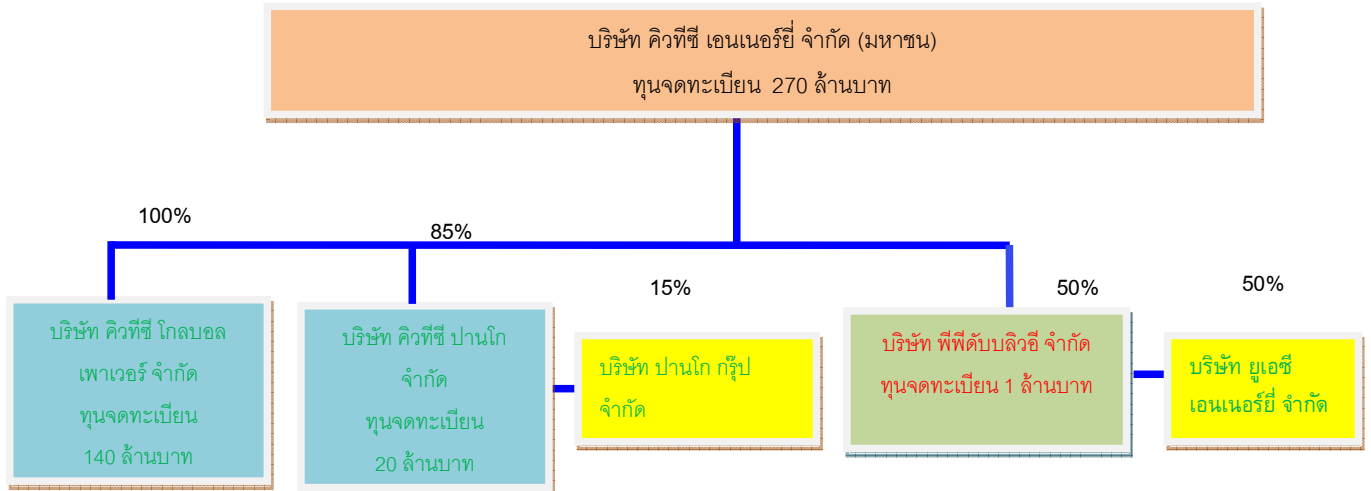 บริษัท คิวทีซี เอนเนอร์ยี่ จำกัด (มหาชน)
ทุนจดทะเบียน 270 ล้านบาท
100%
85%
15%
50%
50%
บริษัท คิวทีซี โกลบอล
เพาเวอร์ จำกัด
ทุนจดทะเบียน
140 ล้านบาท
บริษัท คิวทีซี ปานโก
จำกัด
ทุนจดทะเบียน
20 ล้านบาท
บริษัท ปานโก กรุ๊ป
จำกัด
บริษัท พีพีดับบลิวอี จำกัด
ทุนจดทะเบียน 1 ล้านบาท
บริษัท ยูเอซี
เอนเนอร์ยี่ จำกัด